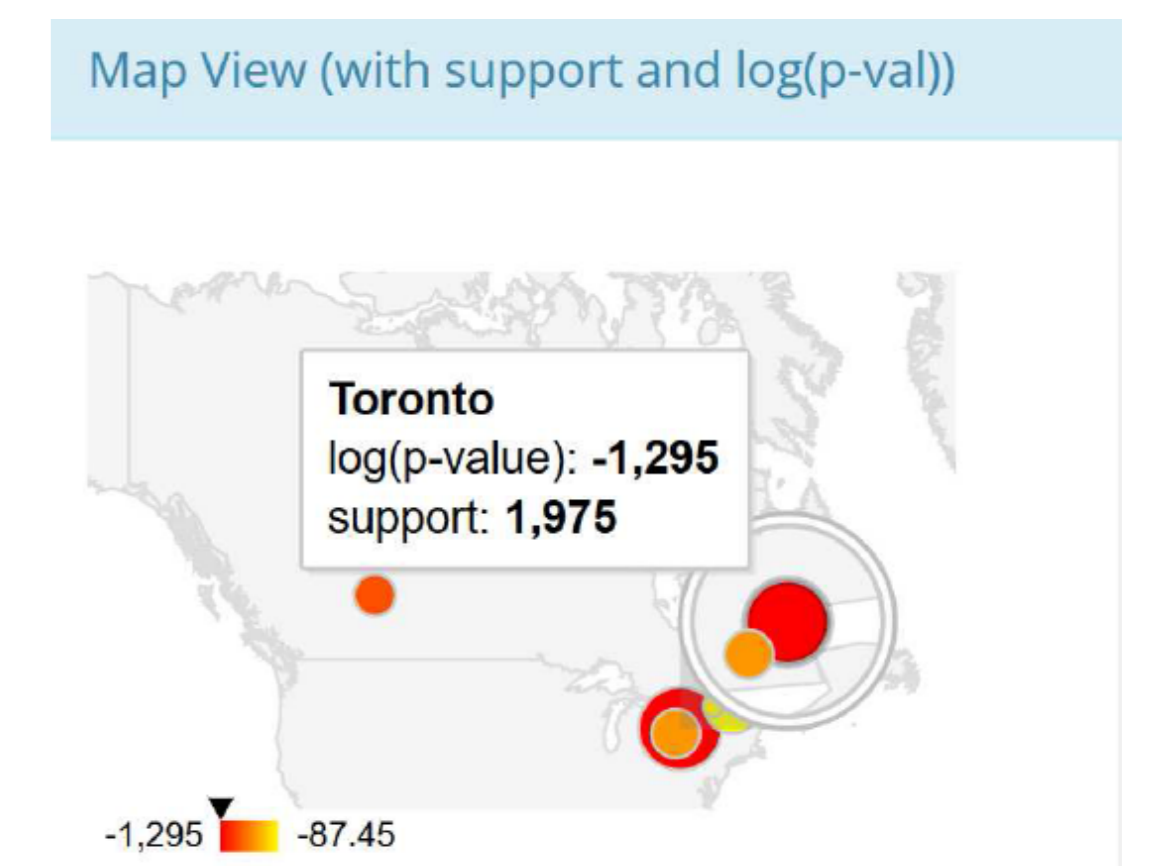 Map View (with support and log(p-val))
Toronto
log(p-value): -1,295
support: 1,975
-1,295 -87.45